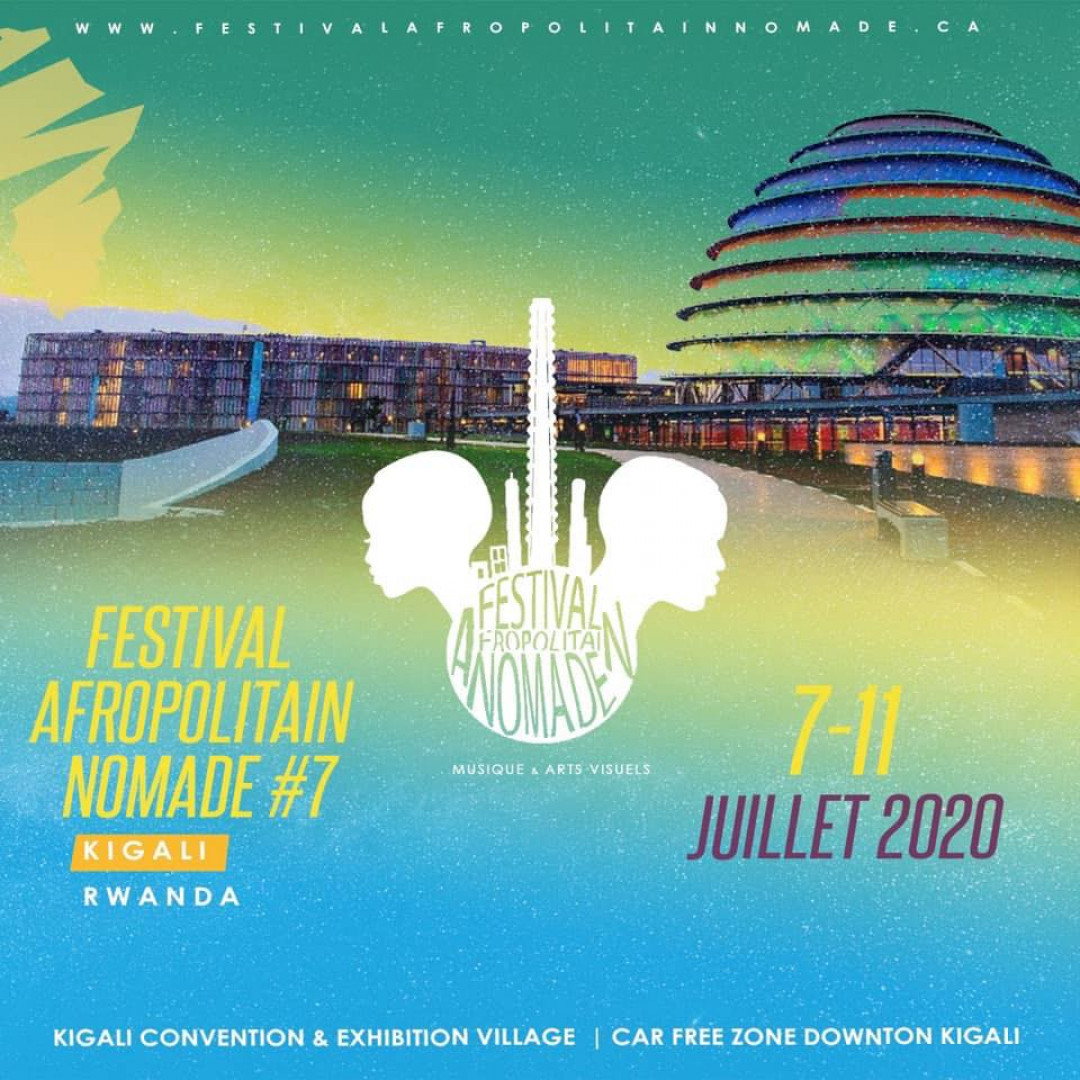 WWW.FESTIVALAFROPOLITAINNOMADE.CA
FESTIVAL
AFROPOLITAIN
NOMADE
MUSIQUE & ARTS VISUELS
FESTIVAL
AFROPOLITAIN
NOMADE #7
KIGALI
RWANDA
7-11
JUILLET 2020
KIGALI CONVENTION & EXHIBITION VILLAGE | CAR FREE ZONE DOWNTON KIGALI